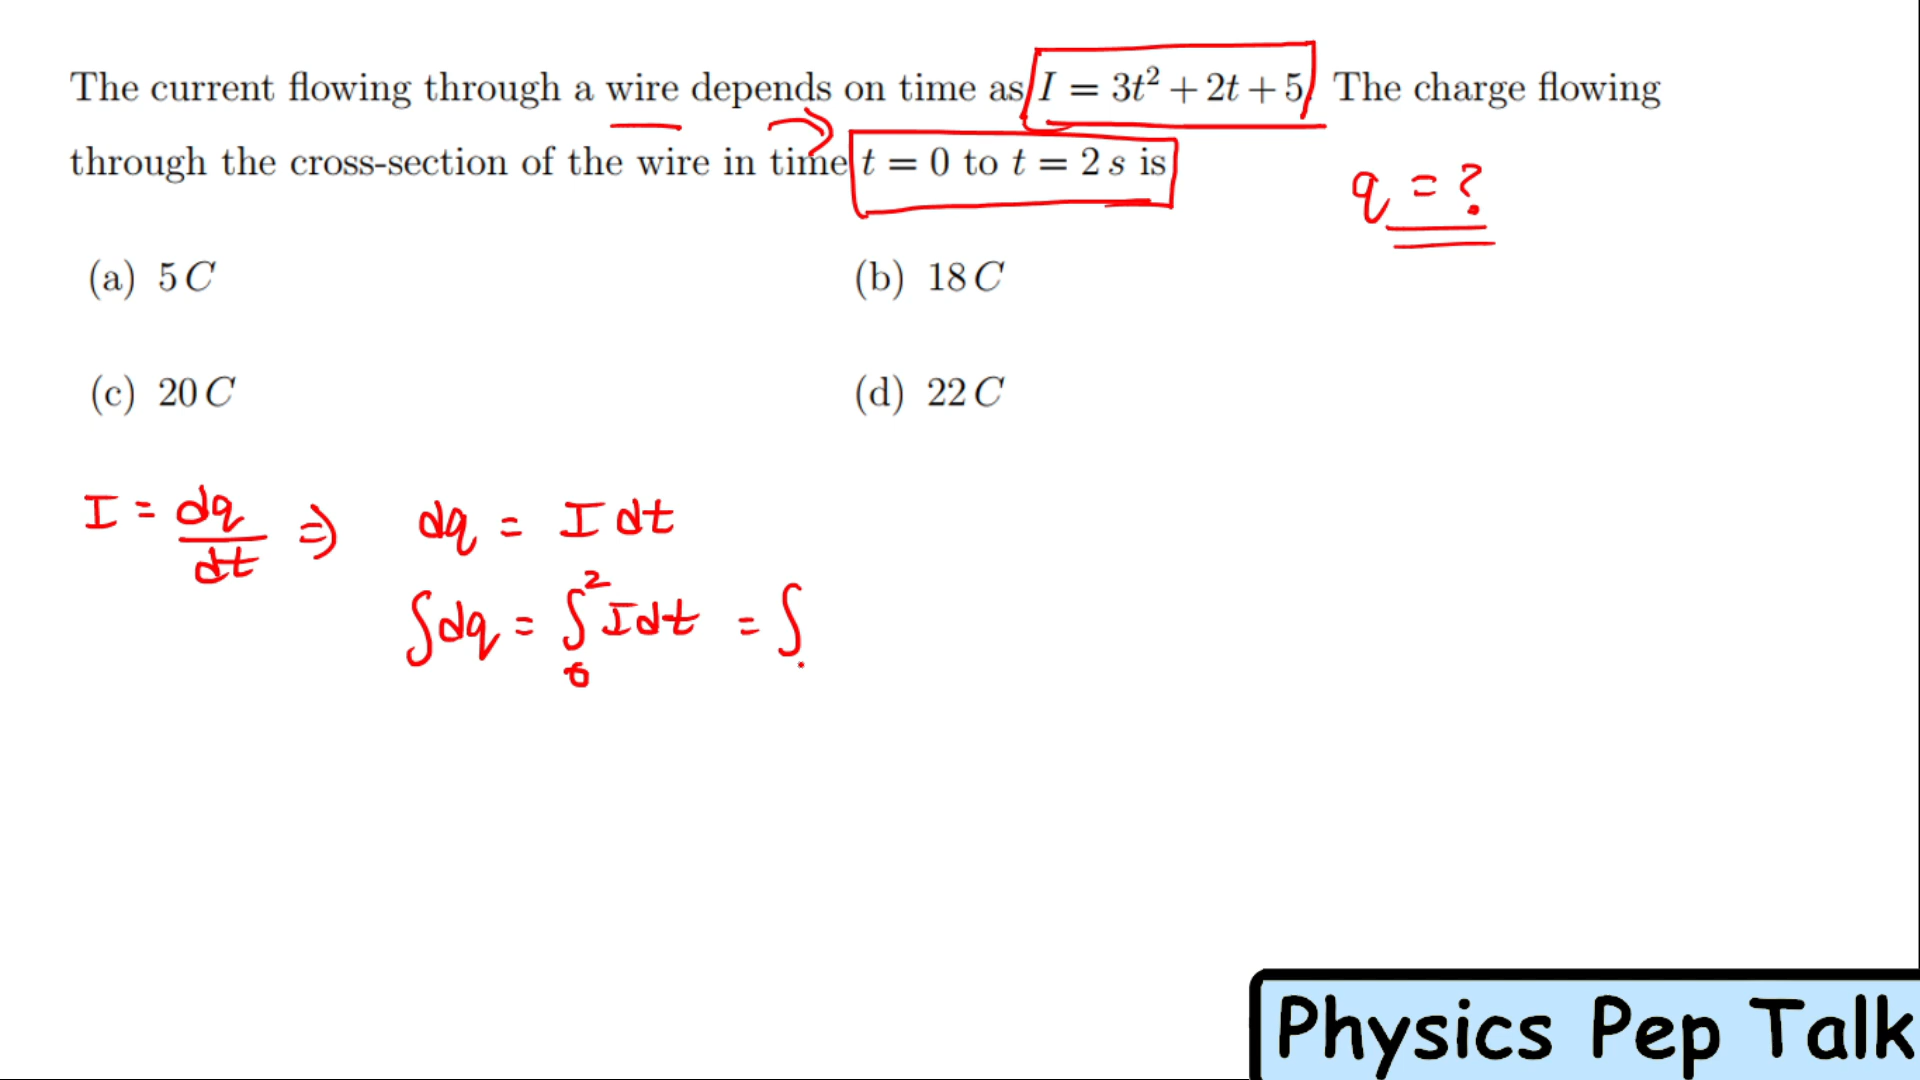 The current flowing through a wire depends on time as I = 3t² + 2t + 5. The charge flowing
through the cross-section of the wire in time t = 0 to t = 2 s is
q = ?
(a) 5 C (b) 18 C
(c) 20 C (d) 22 C
I = dq/dt ⇒ dq = I dt
∫dq = ∫₀² I dt = ∫
Physics Pep Talk